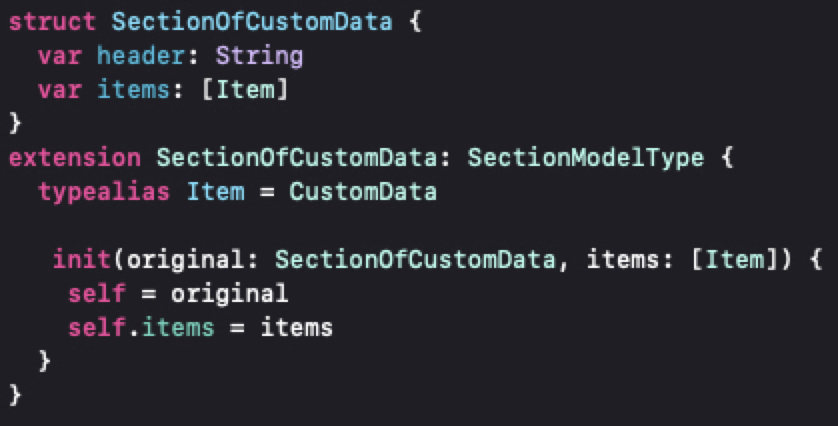 struct SectionOfCustomData {
  var header: String
  var items: [Item]
}
extension SectionOfCustomData: SectionModelType {
  typealias Item = CustomData

   init(original: SectionOfCustomData, items: [Item]) {
    self = original
    self.items = items
  }
}